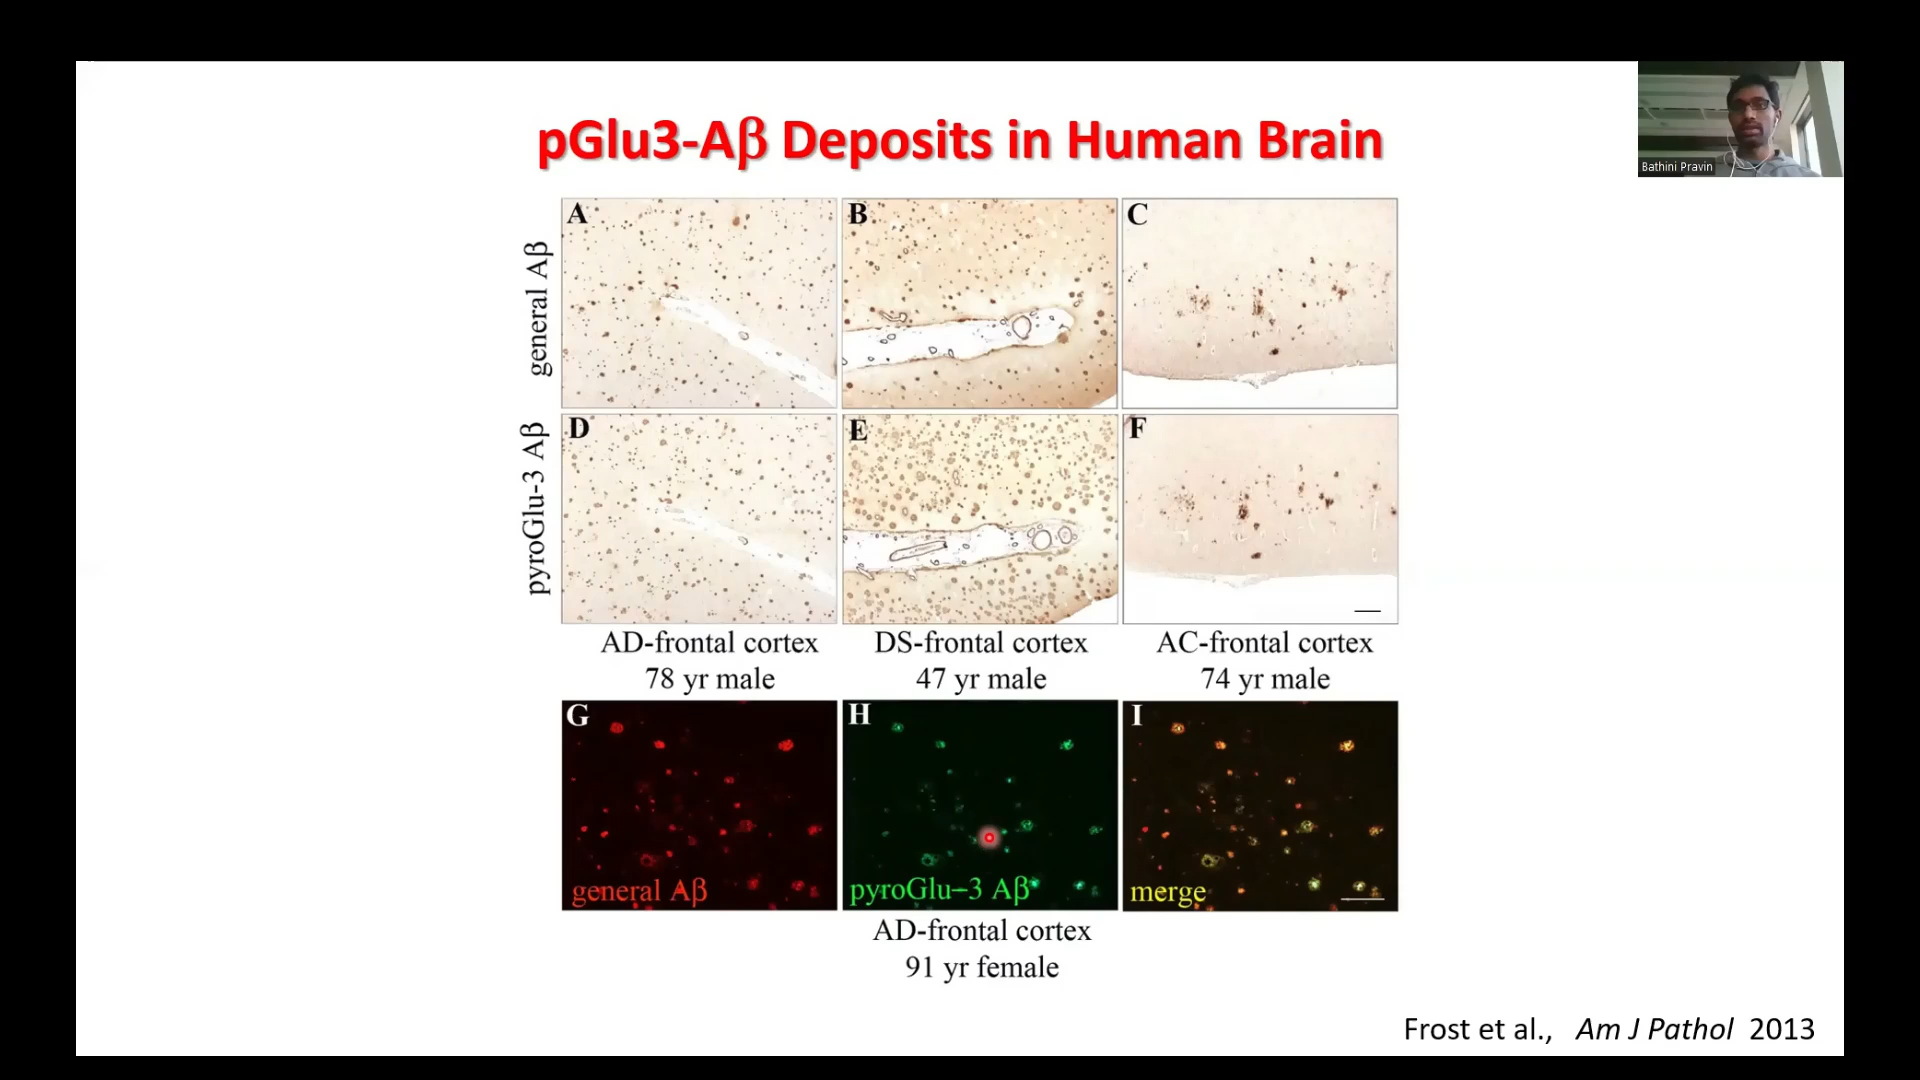 pGlu3-Aβ Deposits in Human Brain
Bathini Pravin
general Aβ
A
B
C
pyroGlu-3 Aβ
D
E
F
AD-frontal cortex
78 yr male
DS-frontal cortex
47 yr male
AC-frontal cortex
74 yr male
G
general Aβ
H
pyroGlu-3 Aβ
I
merge
AD-frontal cortex
91 yr female
Frost et al., Am J Pathol 2013